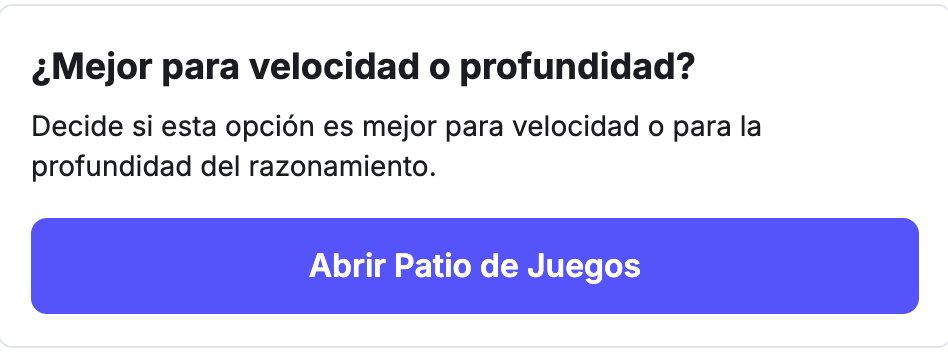 ¿Mejor para velocidad o profundidad?
Decide si esta opción es mejor para velocidad o para la
profundidad del razonamiento.
Abrir Patio de Juegos